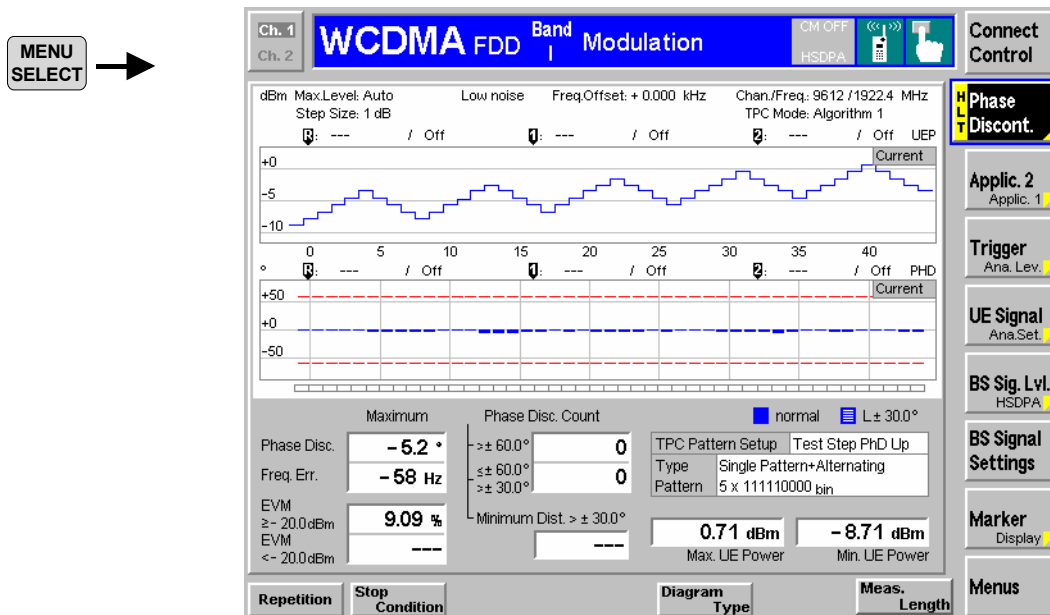 MENU
SELECT
Ch. 1
Ch. 2
WCDMA FDD Band I Modulation
CM OFF
HSDPA
Connect
Control
dBm Max.Level: Auto Low noise Freq.Offset: + 0.000 kHz Chan./Freq.: 9612 / 1922.4 MHz
Step Size: 1 dB TPC Mode: Algorithm 1
R: --- / Off 1: --- / Off 2: --- / Off UEP
Current
+0
-5
-10
0 5 10 15 20 25 30 35 40
° R: --- / Off 1: --- / Off 2: --- / Off PHD
Current
+50
+0
-50
HLT
Phase
Discont.
Applic. 2
Applic. 1
Trigger
Ana. Lev.
UE Signal
Ana.Set.
BS Sig. Lvl.
HSDPA
BS Signal
Settings
Marker
Display
Menus
Maximum Phase Disc. Count normal L ± 30.0°
Phase Disc. - 5.2 ° >± 60.0° 0
Freq. Err. - 58 Hz ≤± 60.0° 0
>± 30.0°
TPC Pattern Setup Test Step PhD Up
Type Single Pattern+Alternating
Pattern 5 x 111110000 bin
EVM
≥- 20.0dBm 9.09 %
Minimum Dist. > ± 30.0°
EVM
<- 20.0dBm ---
---
0.71 dBm - 8.71 dBm
Max. UE Power Min. UE Power
Repetition
Stop
Condition
Diagram
Type
Meas.
Length